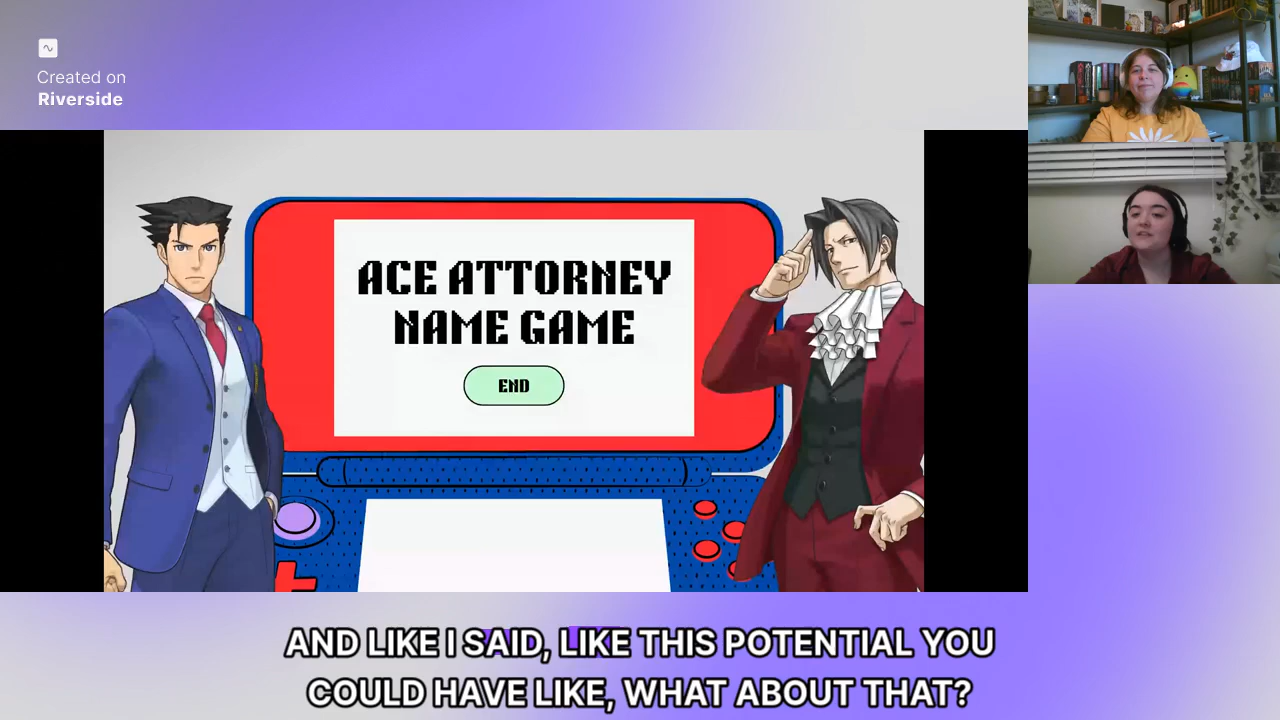 Created on
Riverside
ACE ATTORNEY
NAME GAME
END
AND LIKE I SAID, LIKE THIS POTENTIAL YOU
COULD HAVE LIKE, WHAT ABOUT THAT?